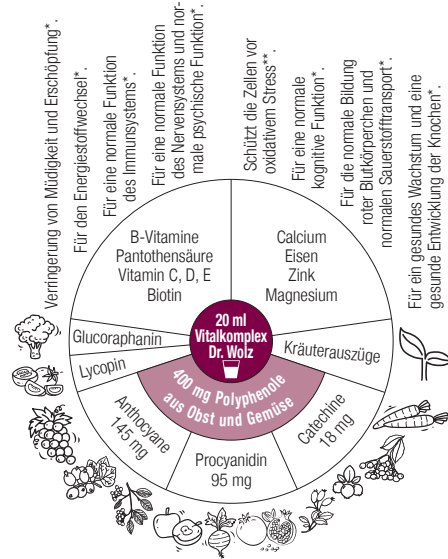 Verringerung von Müdigkeit und Erschöpfung*.
Für den Energiestoffwechsel*.
Für eine normale Funktion
des Immunsystems*.
Für eine normale Funktion
des Nervensystems und nor-
male psychische Funktion*.
Schützt die Zellen vor
oxidativem Stress**.
Für eine normale
kognitive Funktion*.
Für die normale Bildung
roter Blutkörperchen und
normalen Sauerstofftransport*.
Für ein gesundes Wachstum und eine
gesunde Entwicklung der Knochen*.
B-Vitamine
Pantothensäure
Vitamin C, D, E
Biotin
Calcium
Eisen
Zink
Magnesium
Glucoraphanin
Lycopin
20 ml
Vitalkomplex
Dr. Wolz
Kräuterauszüge
400 mg Polyphenole
aus Obst und Gemüse
Anthocyane
145 mg
Procyanidin
95 mg
Catechine
18 mg